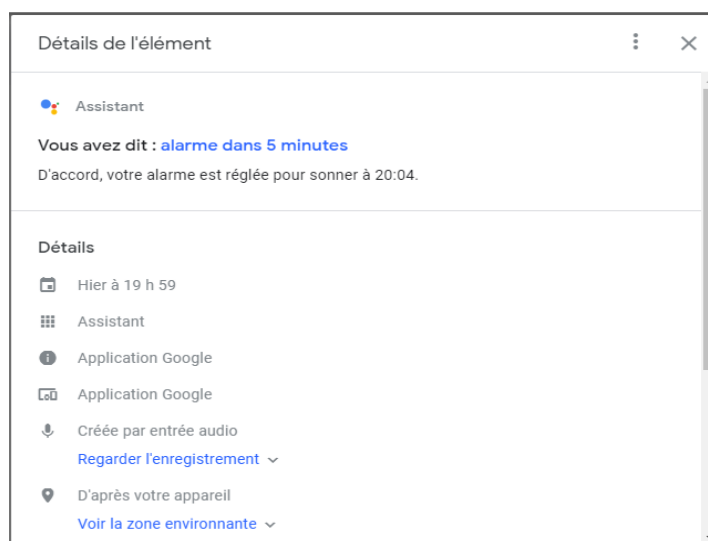 Détails de l'élément
Assistant
Vous avez dit : alarme dans 5 minutes
D'accord, votre alarme est réglée pour sonner à 20:04.
Détails
Hier à 19 h 59
Assistant
Application Google
Application Google
Créée par entrée audio
Regarder l'enregistrement
D'après votre appareil
Voir la zone environnante